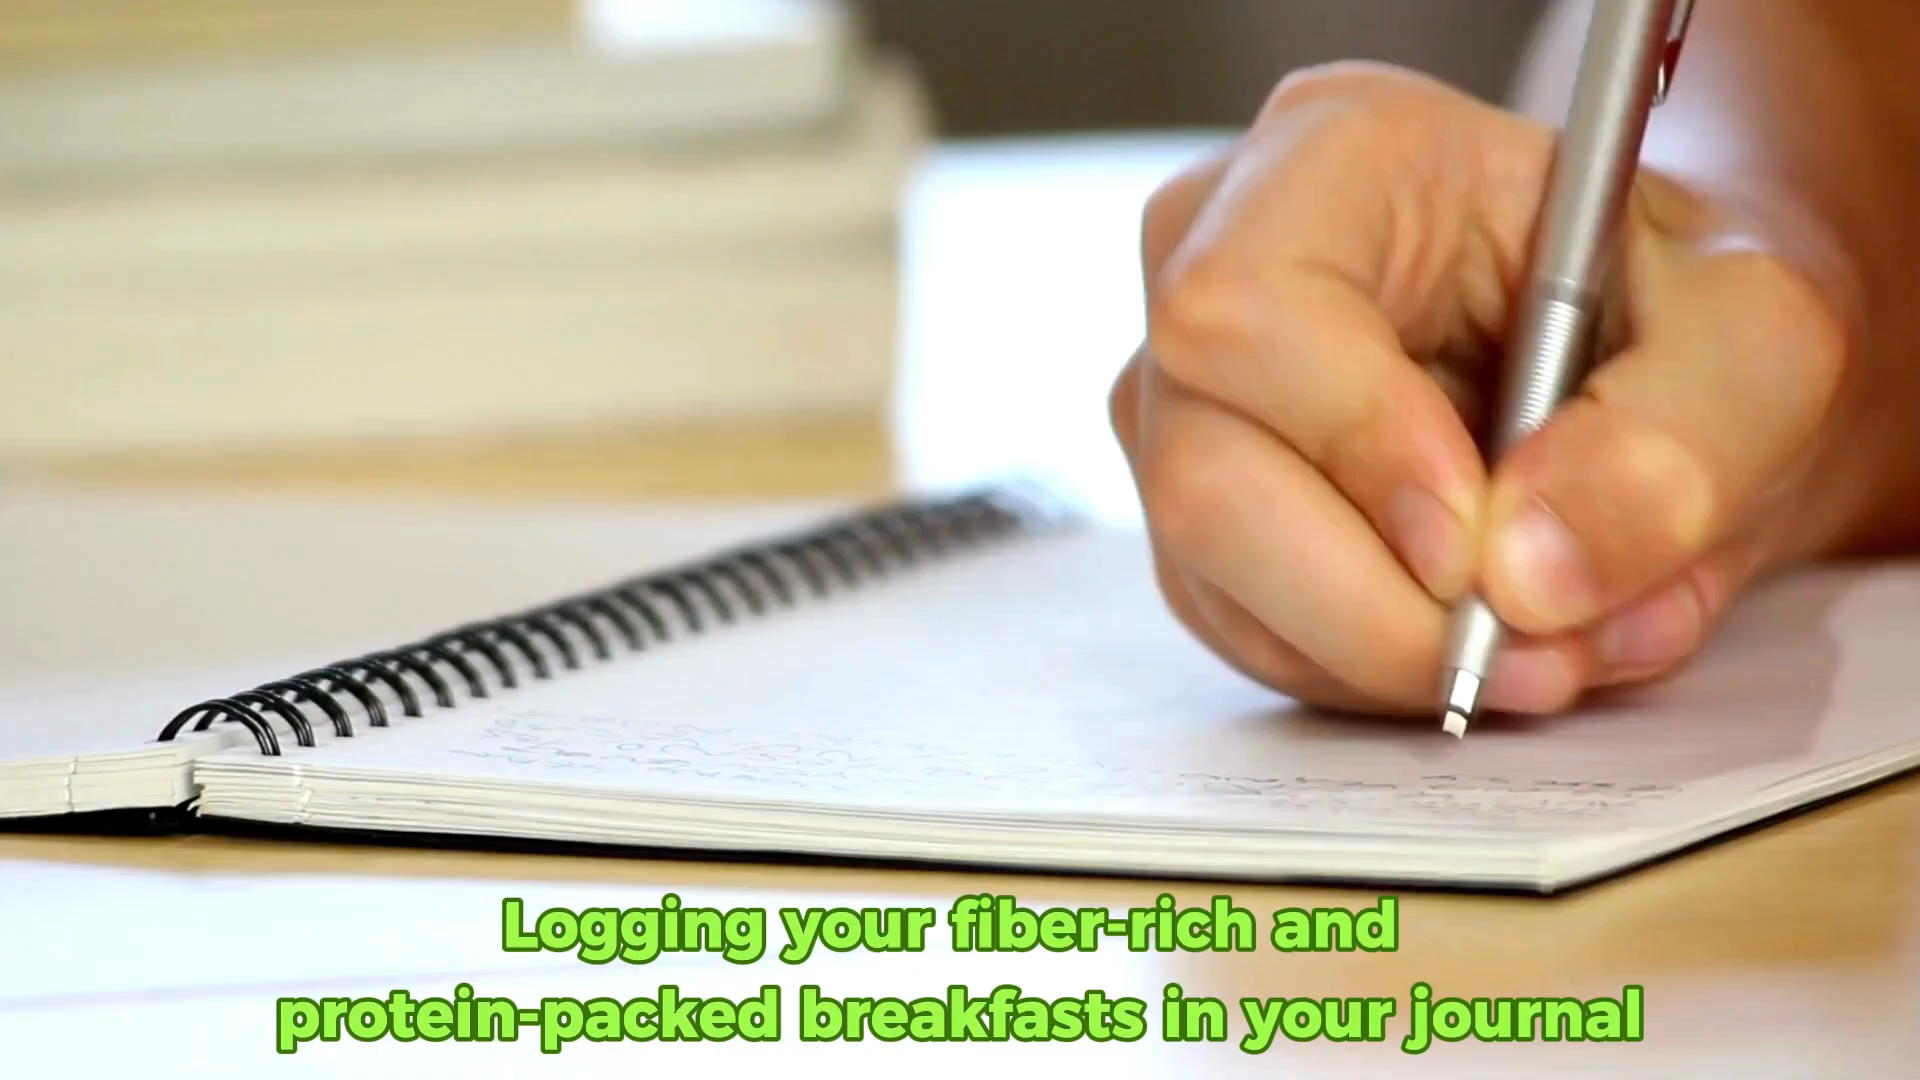 Logging your fiber-rich and
protein-packed breakfasts in your journal